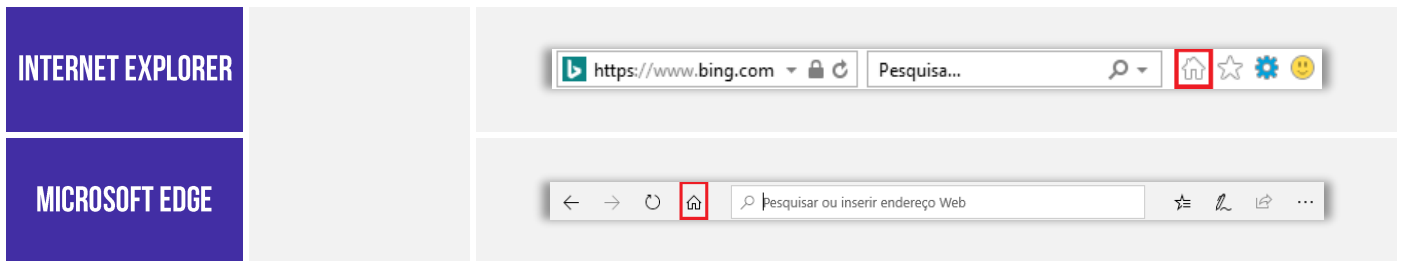 INTERNET EXPLORER
https://www.bing.com
Pesquisa...
MICROSOFT EDGE
Pesquisar ou inserir endereço Web